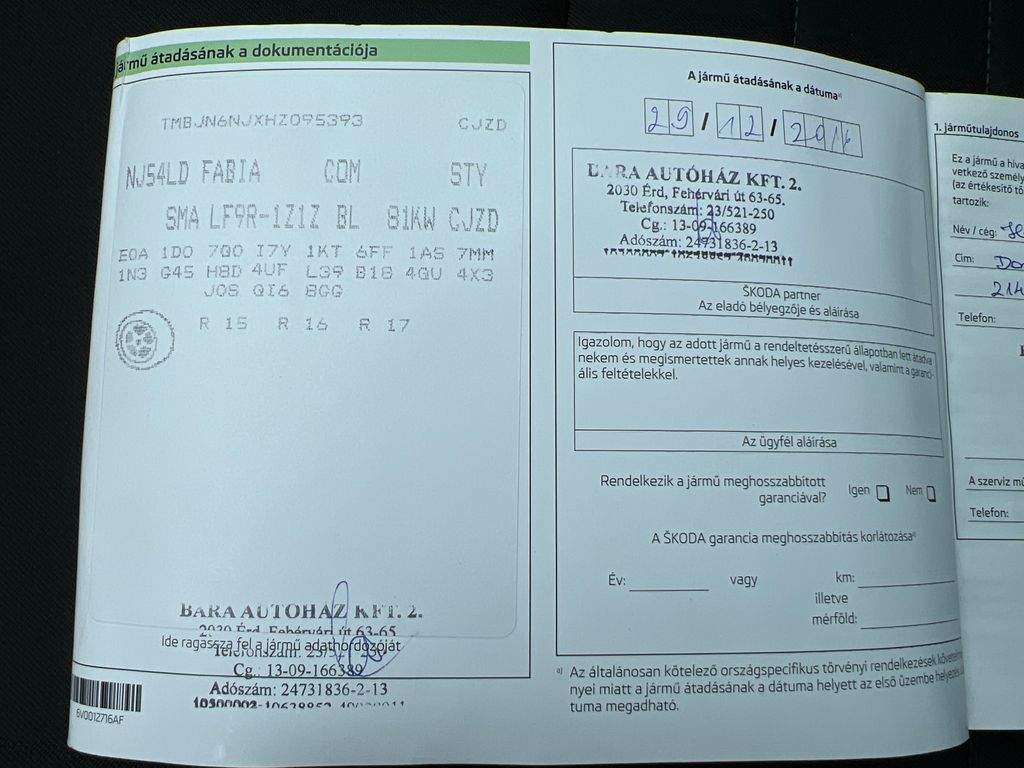 jármű átadásának a dokumentációja
TMBJN6NJXHZ095393 CJZD
NJ54LD FABIA COM STY
SMA LF9R-1Z1Z BL 81KW CJZD
E0A 1D0 7G0 I7Y 1KT 6FF 1AS 7MM
1N3 G45 H8D 4UF L39 B18 4GU 4X3
J0S QI6 8GG
R 15 R 16 R 17
BARA AUTÓHÁZ KFT. 2.
2030 Érd, Fehérvári út 63-65.
Ide ragassza fel a jármű adathordozóját
Telefonszám: 23/521-250
Cg.: 13-09-166389
Adószám: 24731836-2-13
6V0012716AF
A jármű átadásának a dátumaa)
29 / 12 / 2016
BARA AUTÓHÁZ KFT. 2.
2030 Érd, Fehérvári út 63-65.
Telefonszám: 23/521-250
Cg.: 13-09-166389
Adószám: 24731836-2-13
ŠKODA partner
Az eladó bélyegzője és aláírása
Igazolom, hogy az adott jármű a rendeltetésszerű állapotban lett átadva
nekem és megismertettek annak helyes kezelésével, valamint a garanci-
ális feltételekkel.
Az ügyfél aláírása
Rendelkezik a jármű meghosszabbított
garanciával? Igen Nem
A ŠKODA garancia meghosszabbítás korlátozásaa)
Év: vagy km:
illetve
mérföld:
a) Az általánosan kötelező országspecifikus törvényi rendelkezések
nyei miatt a jármű átadásának a dátuma helyett az első üzembe
tuma megadható.
1. járműtulajdonos
Ez a jármű a
vetkező
(az értékesítő
tartozik:
Név / cég:
Cím:
214
Telefon:
A szerviz
Telefon: